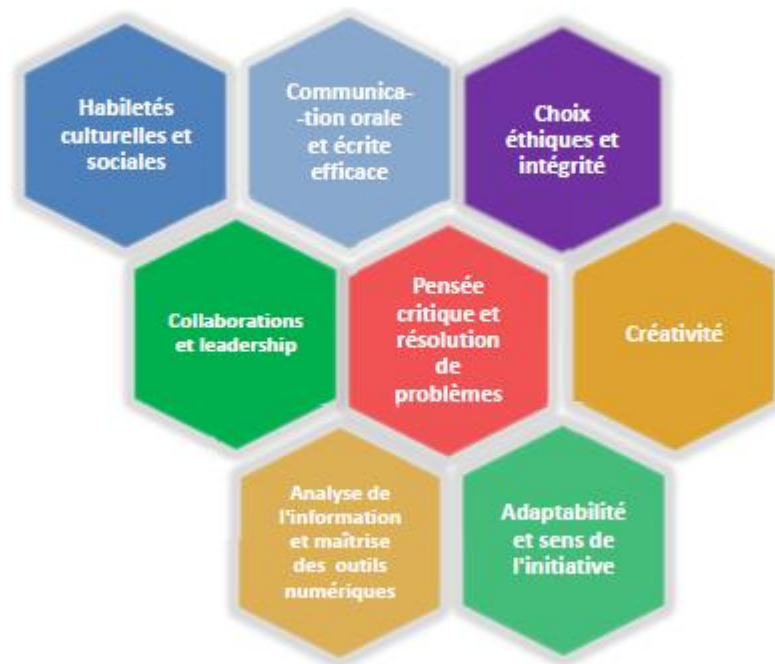 Habiletés
culturelles et
sociales
Communica-
-tion orale
et écrite
efficace
Choix
éthiques et
intégrité
Collaborations
et leadership
Pensée
critique et
résolution
de
problèmes
Créativité
Analyse de
l'information
et maîtrise
des outils
numériques
Adaptabilité
et sens de
l'initiative